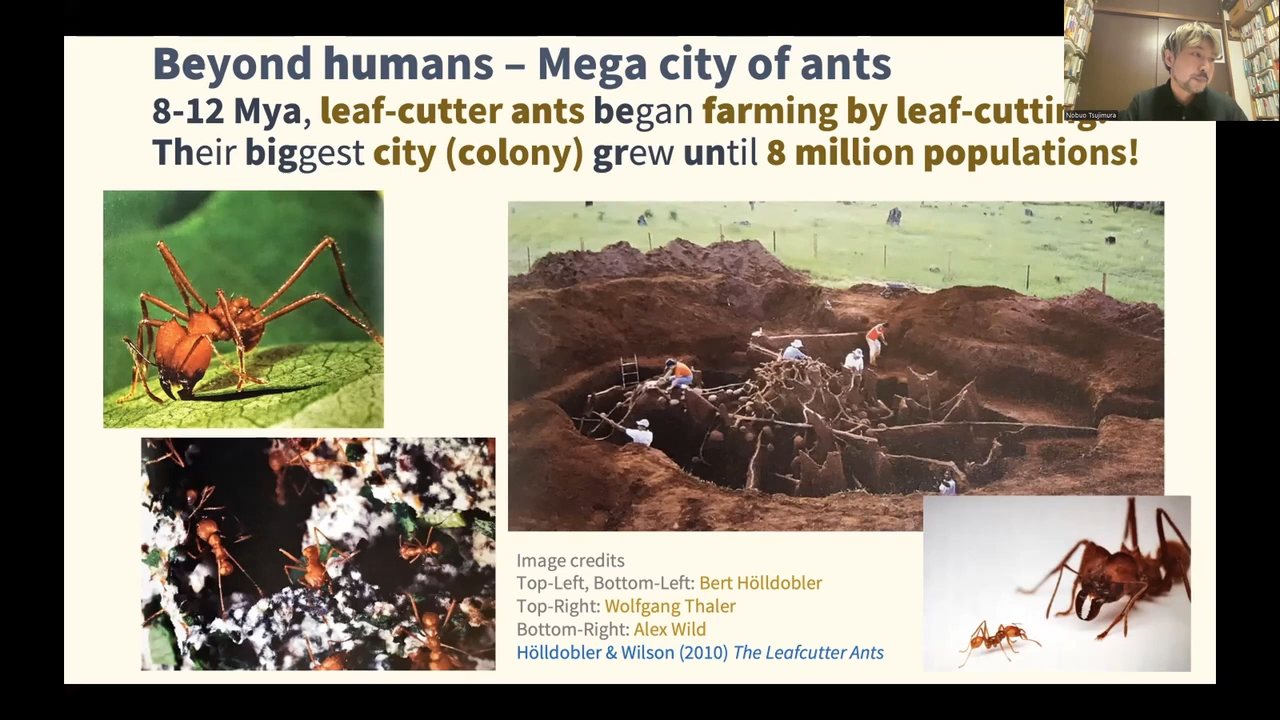 Beyond humans – Mega city of ants
8-12 Mya, leaf-cutter ants began farming by leaf-cutting.
Their biggest city (colony) grew until 8 million populations!
Nobuo Tsujimura
Image credits
Top-Left, Bottom-Left: Bert Hölldobler
Top-Right: Wolfgang Thaler
Bottom-Right: Alex Wild
Hölldobler & Wilson (2010) The Leafcutter Ants